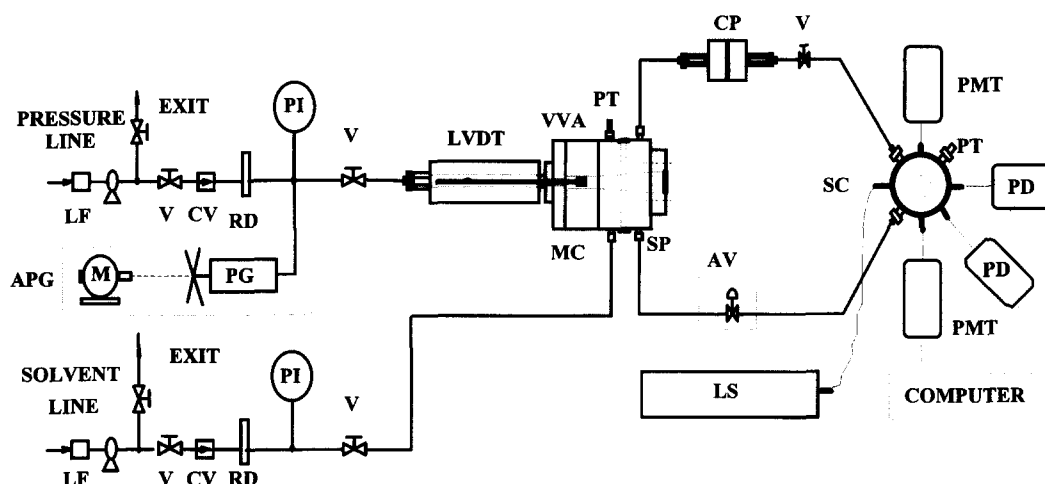 CP
V
EXIT
PI
PT
VVA
PMT
PRESSURE
LINE
V
LVDT
PT
SC
PD
LF
V
CV
RD
MC
SP
APG
M
PG
AV
PD
EXIT
PMT
SOLVENT
LINE
PI
V
LS
COMPUTER
LF
V
CV
RD